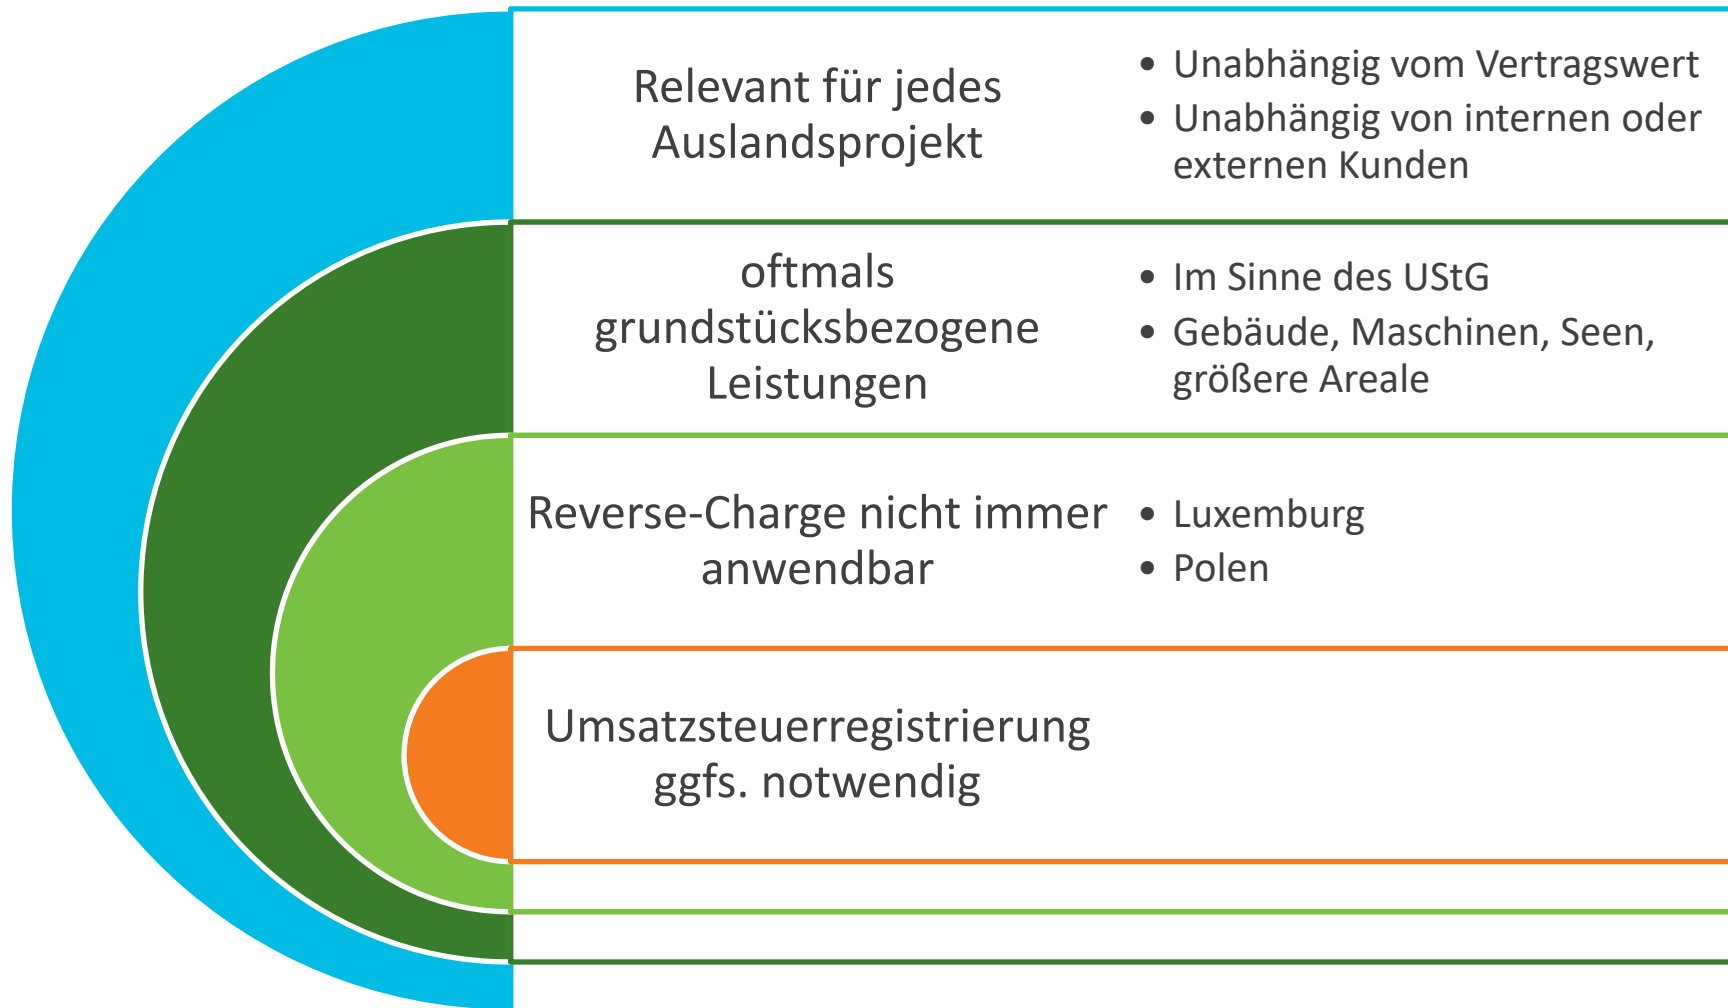 Relevant für jedes
Auslandsprojekt
• Unabhängig vom Vertragswert
• Unabhängig von internen oder
externen Kunden
oftmals
grundstücksbezogene
Leistungen
• Im Sinne des UStG
• Gebäude, Maschinen, Seen,
größere Areale
Reverse-Charge nicht immer
anwendbar
• Luxemburg
• Polen
Umsatzsteuerregistrierung
ggfs. notwendig